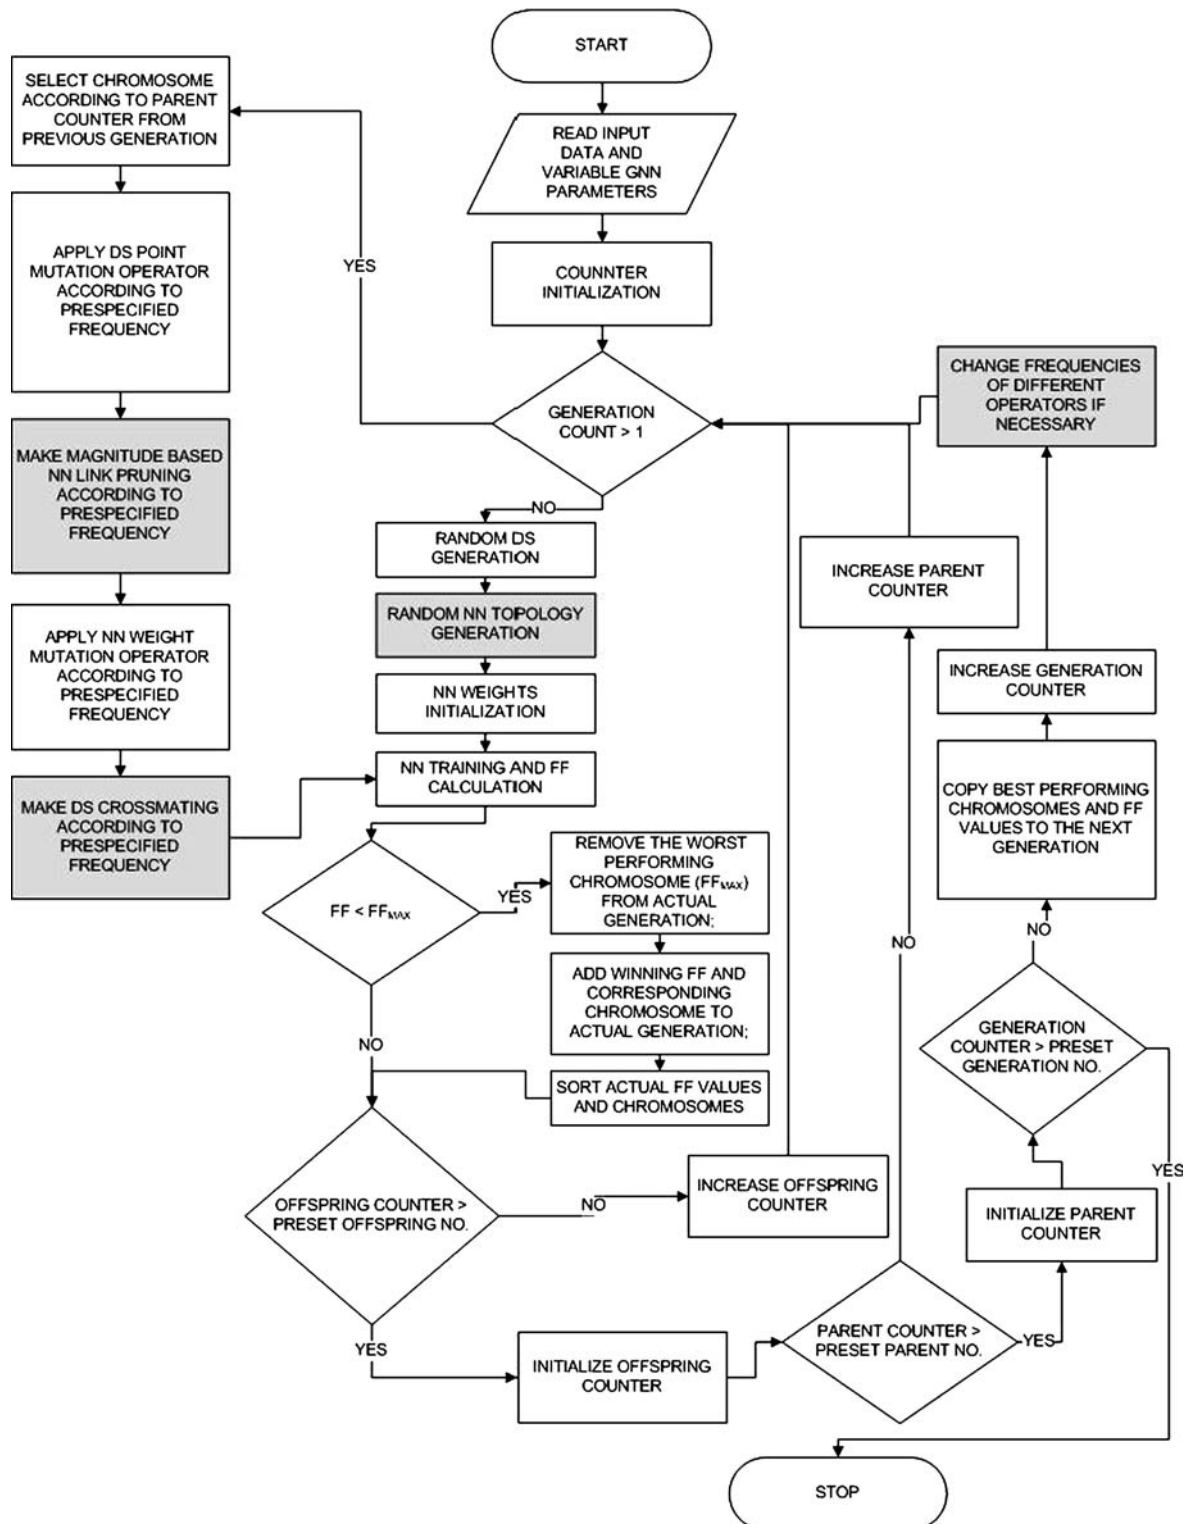 START
SELECT CHROMOSOME
ACCORDING TO PARENT
COUNTER FROM
PREVIOUS GENERATION
READ INPUT
DATA AND
VARIABLE GNN
PARAMETERS
APPLY DS POINT
MUTATION OPERATOR
ACCORDING TO
PRESPECIFIED
FREQUENCY
YES
COUNNTER
INITIALIZATION
GENERATION
COUNT > 1
CHANGE FREQUENCIES
OF DIFFERENT
OPERATORS IF
NECESSARY
MAKE MAGNITUDE BASED
NN LINK PRUNING
ACCORDING TO
PRESPECIFIED
FREQUENCY
NO
RANDOM DS
GENERATION
INCREASE PARENT
COUNTER
RANDOM NN TOPOLOGY
GENERATION
APPLY NN WEIGHT
MUTATION OPERATOR
ACCORDING TO
PRESPECIFIED
FREQUENCY
NN WEIGHTS
INITIALIZATION
INCREASE GENERATION
COUNTER
NN TRAINING AND FF
CALCULATION
MAKE DS CROSSMATING
ACCORDING TO
PRESPECIFIED
FREQUENCY
COPY BEST PERFORMING
CHROMOSOMES AND FF
VALUES TO THE NEXT
GENERATION
FF < FFMAX
YES
REMOVE THE WORST
PERFORMING
CHROMOSOME (FFMAX)
FROM ACTUAL
GENERATION;
NO
NO
ADD WINNING FF AND
CORRESPONDING
CHROMOSOME TO
ACTUAL GENERATION;
NO
GENERATION
COUNTER > PRESET
GENERATION NO.
SORT ACTUAL FF VALUES
AND CHROMOSOMES
YES
OFFSPRING COUNTER >
PRESET OFFSPRING NO.
NO
INCREASE OFFSPRING
COUNTER
INITIALIZE PARENT
COUNTER
YES
INITIALIZE OFFSPRING
COUNTER
PARENT COUNTER >
PRESET PARENT NO.
YES
STOP